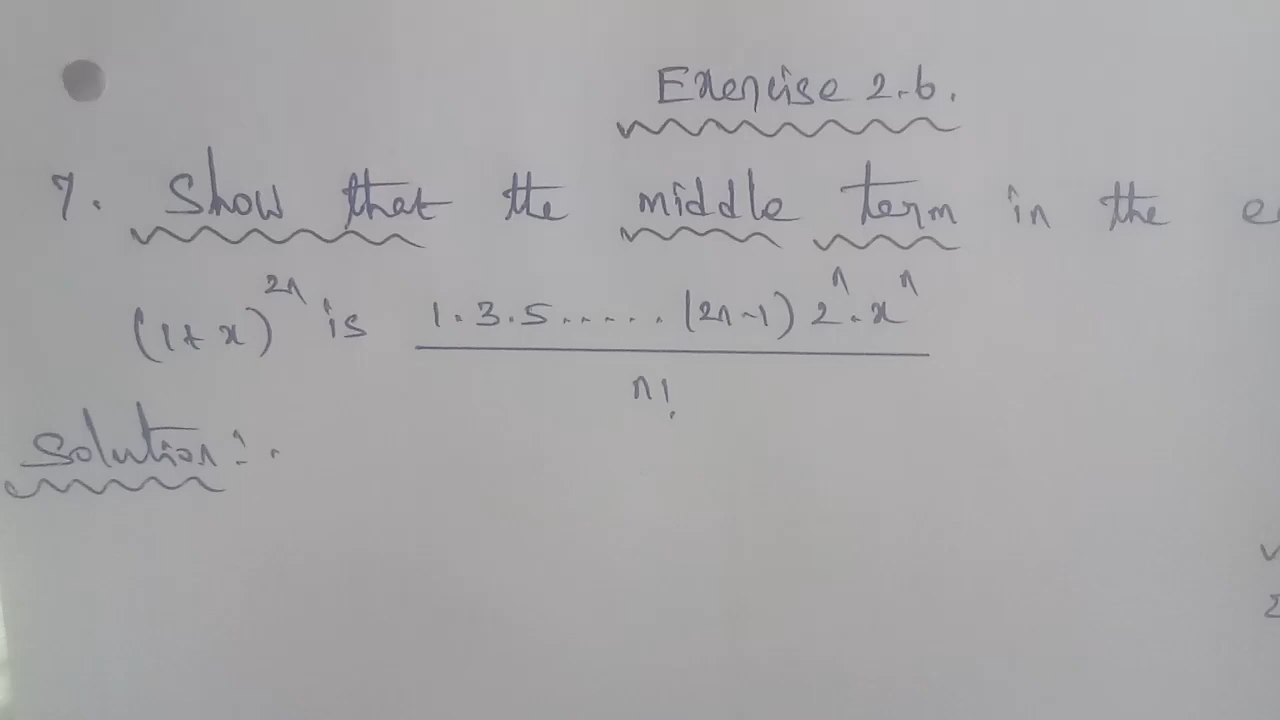 Exercise 2.6.
7. Show that the middle term in the
(1+x)^2n is 1.3.5.....(2n-1) 2^n.x^n
n!
Solution:.